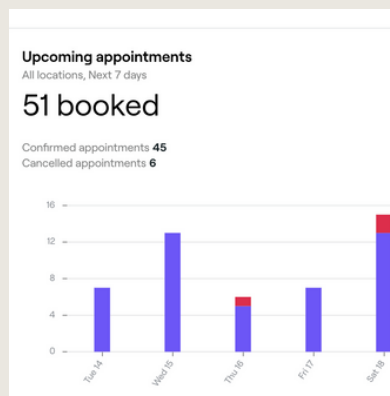 Upcoming appointments
All locations, Next 7 days
51 booked
Confirmed appointments 45
Cancelled appointments 6
16
12
8
4
0
Tue 14
Wed 15
Thu 16
Fri 17
Sat 18